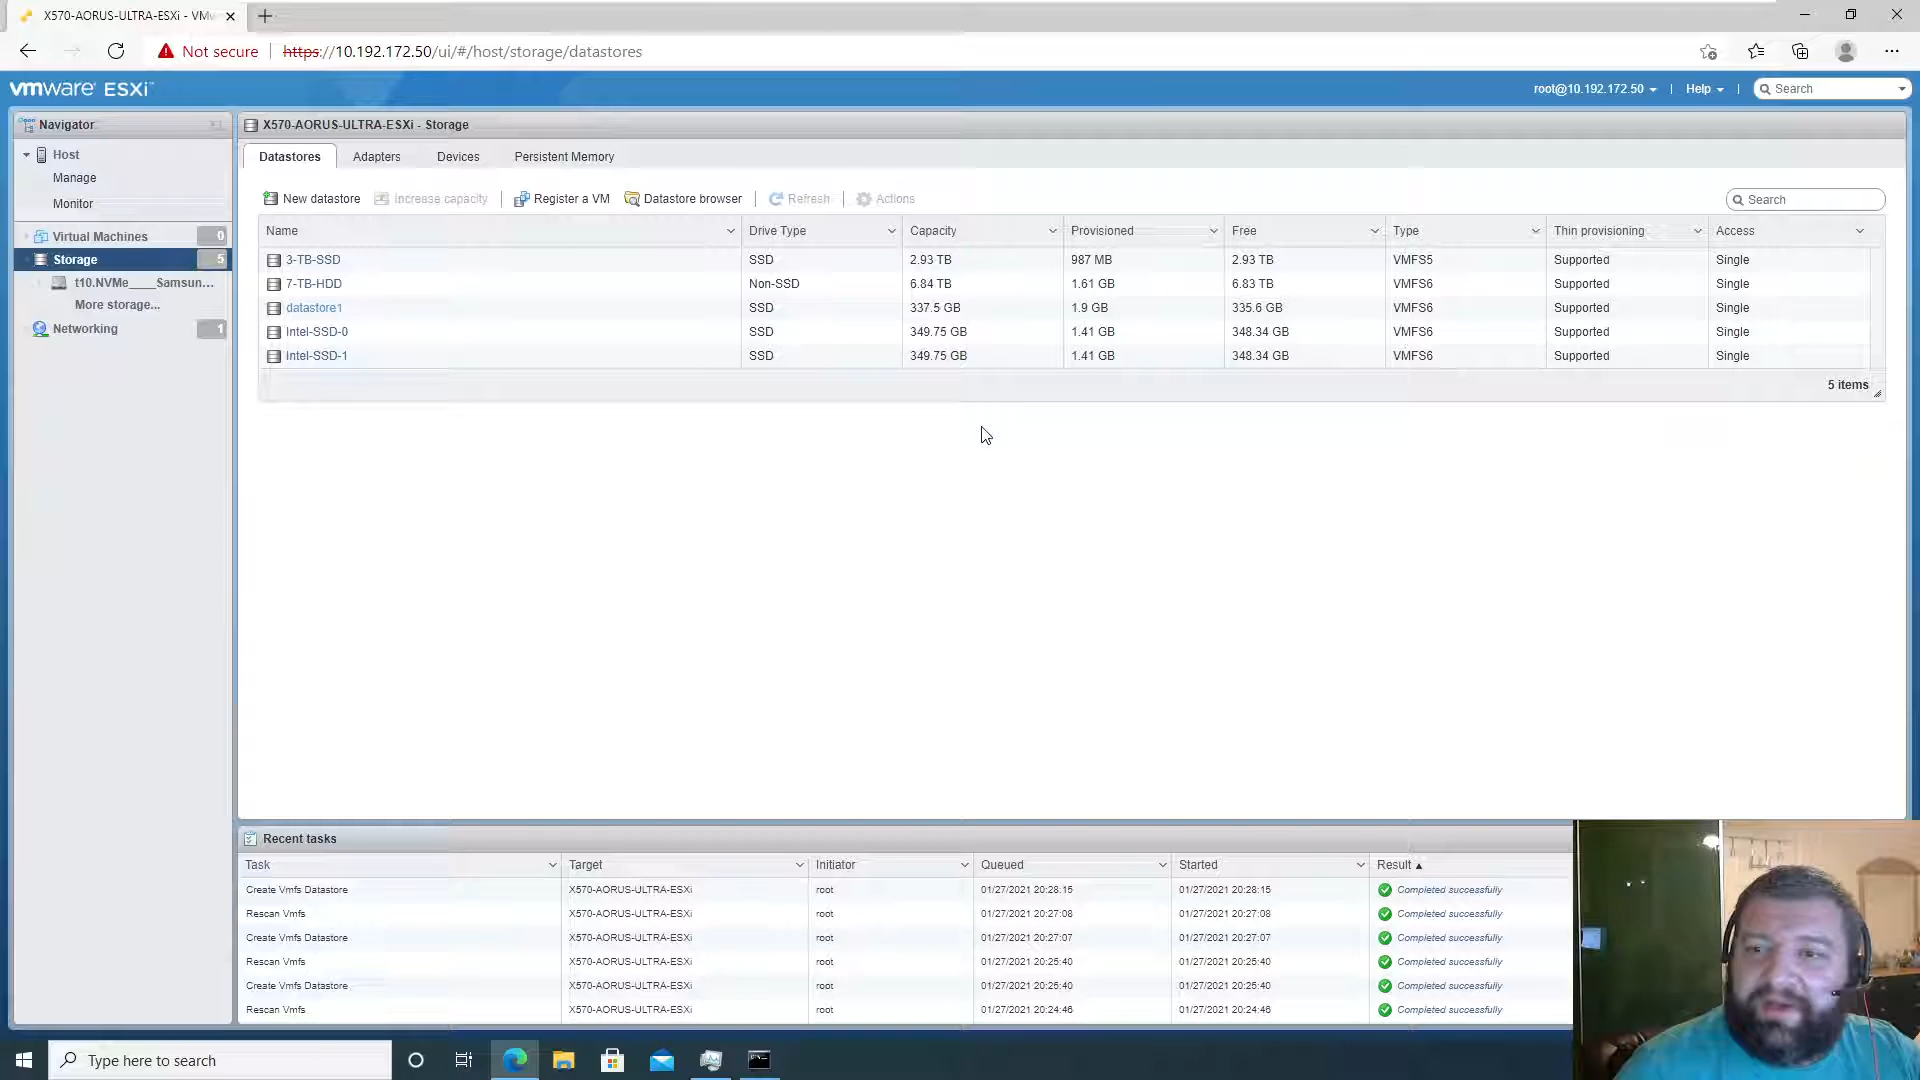 X570-AORUS-ULTRA-ESXi - VM
Not secure
https://10.192.172.50/ui/#/host/storage/datastores
vmware ESXi
root@10.192.172.50
Help
Search
Navigator
Host
Manage
Monitor
Virtual Machines 0
Storage 5
t10.NVMe____Samsun...
More storage...
Networking 1
X570-AORUS-ULTRA-ESXi - Storage
Datastores Adapters Devices Persistent Memory
New datastore Increase capacity Register a VM Datastore browser Refresh Actions
Search
Name Drive Type Capacity Provisioned Free Type Thin provisioning Access
3-TB-SSD SSD 2.93 TB 987 MB 2.93 TB VMFS5 Supported Single
7-TB-HDD Non-SSD 6.84 TB 1.61 GB 6.83 TB VMFS6 Supported Single
datastore1 SSD 337.5 GB 1.9 GB 335.6 GB VMFS6 Supported Single
Intel-SSD-0 SSD 349.75 GB 1.41 GB 348.34 GB VMFS6 Supported Single
Intel-SSD-1 SSD 349.75 GB 1.41 GB 348.34 GB VMFS6 Supported Single
5 items
Recent tasks
Task Target Initiator Queued Started Result
Create Vmfs Datastore X570-AORUS-ULTRA-ESXi root 01/27/2021 20:28:15 01/27/2021 20:28:15 Completed successfully
Rescan Vmfs X570-AORUS-ULTRA-ESXi root 01/27/2021 20:27:08 01/27/2021 20:27:08 Completed successfully
Create Vmfs Datastore X570-AORUS-ULTRA-ESXi root 01/27/2021 20:27:07 01/27/2021 20:27:07 Completed successfully
Rescan Vmfs X570-AORUS-ULTRA-ESXi root 01/27/2021 20:25:40 01/27/2021 20:25:40 Completed successfully
Create Vmfs Datastore X570-AORUS-ULTRA-ESXi root 01/27/2021 20:25:40 01/27/2021 20:25:40 Completed successfully
Rescan Vmfs X570-AORUS-ULTRA-ESXi root 01/27/2021 20:24:46 01/27/2021 20:24:46 Completed successfully
Type here to search